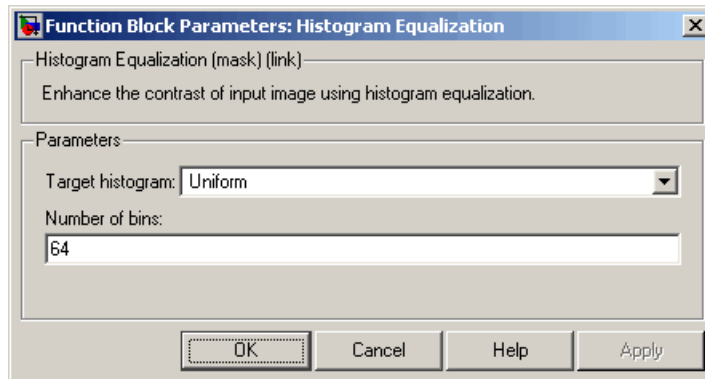 Function Block Parameters: Histogram Equalization
Histogram Equalization (mask) (link)
Enhance the contrast of input image using histogram equalization.
Parameters
Target histogram: Uniform
Number of bins:
64
OK Cancel Help Apply